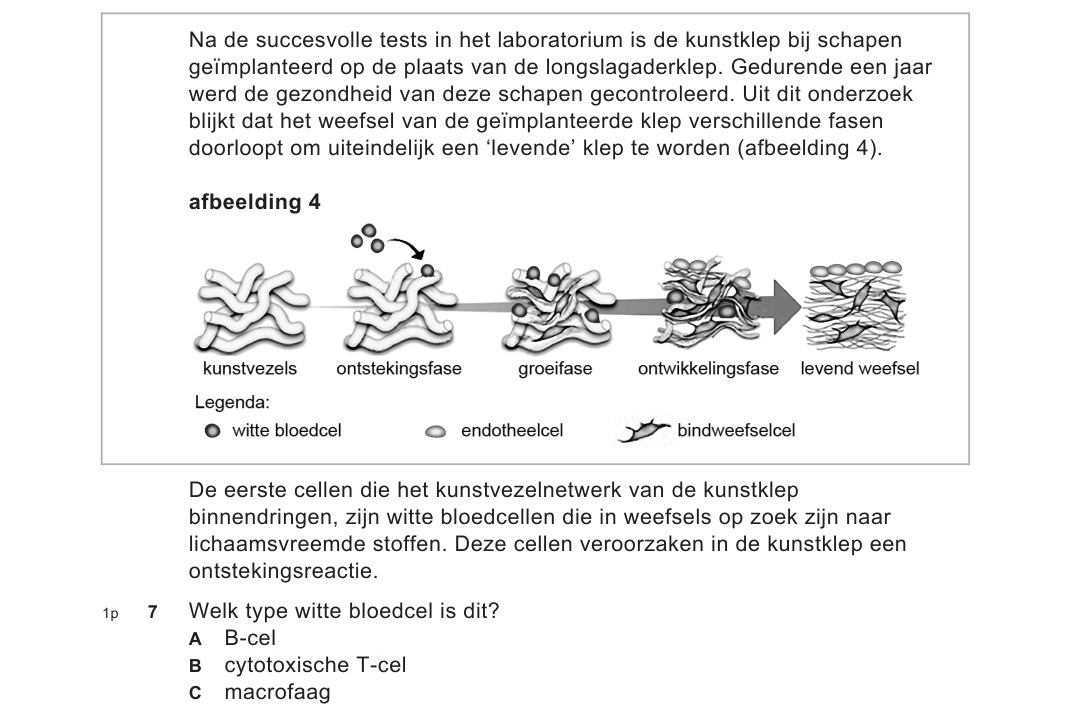 Na de succesvolle tests in het laboratorium is de kunstklep bij schapen
geïmplanteerd op de plaats van de longslagaderklep. Gedurende een jaar
werd de gezondheid van deze schapen gecontroleerd. Uit dit onderzoek
blijkt dat het weefsel van de geïmplanteerde klep verschillende fasen
doorloopt om uiteindelijk een ‘levende’ klep te worden (afbeelding 4).
afbeelding 4
kunstvezels ontstekingsfase groeifase ontwikkelingsfase levend weefsel
Legenda:
witte bloedcel endotheelcel bindweefselcel
De eerste cellen die het kunstvezelnetwerk van de kunstklep
binnendringen, zijn witte bloedcellen die in weefsels op zoek zijn naar
lichaamsvreemde stoffen. Deze cellen veroorzaken in de kunstklep een
ontstekingsreactie.
1p 7 Welk type witte bloedcel is dit?
A B-cel
B cytotoxische T-cel
C macrofaag